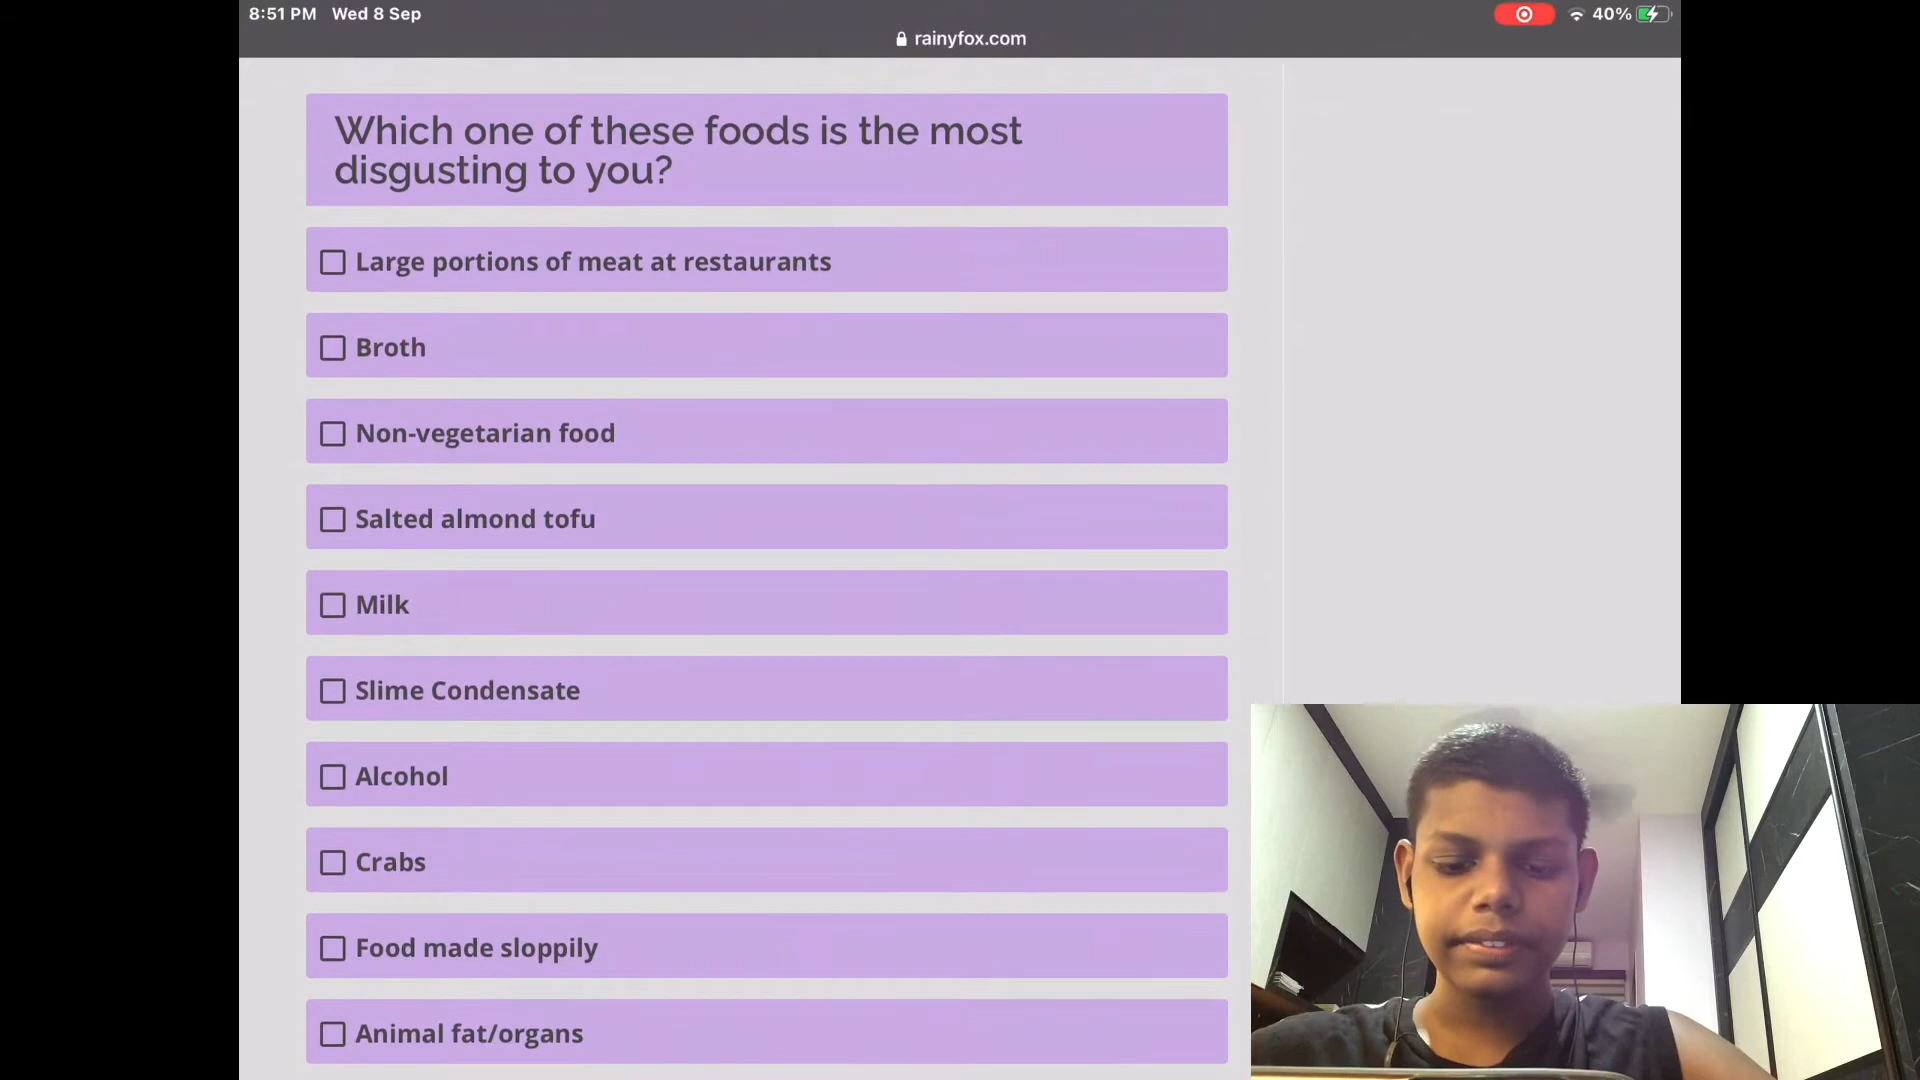 8:51 PM Wed 8 Sep
40%
rainyfox.com
Which one of these foods is the most
disgusting to you?
Large portions of meat at restaurants
Broth
Non-vegetarian food
Salted almond tofu
Milk
Slime Condensate
Alcohol
Crabs
Food made sloppily
Animal fat/organs